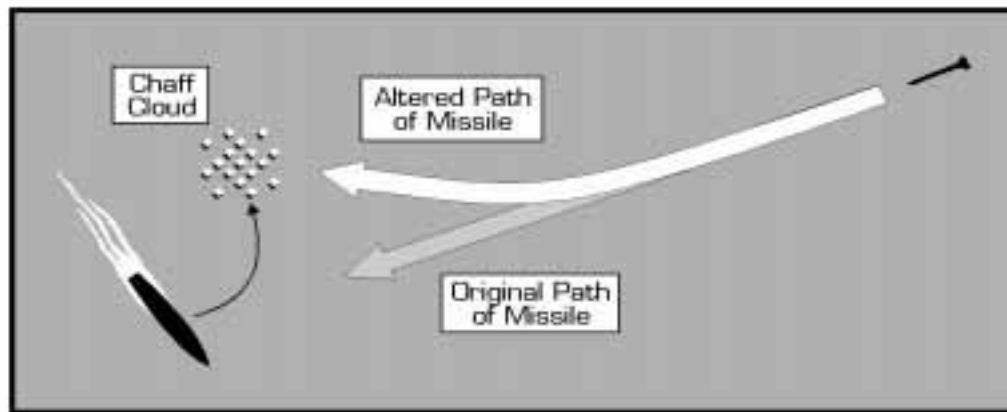 Chaff
Cloud
Altered Path
of Missile
Original Path
of Missile